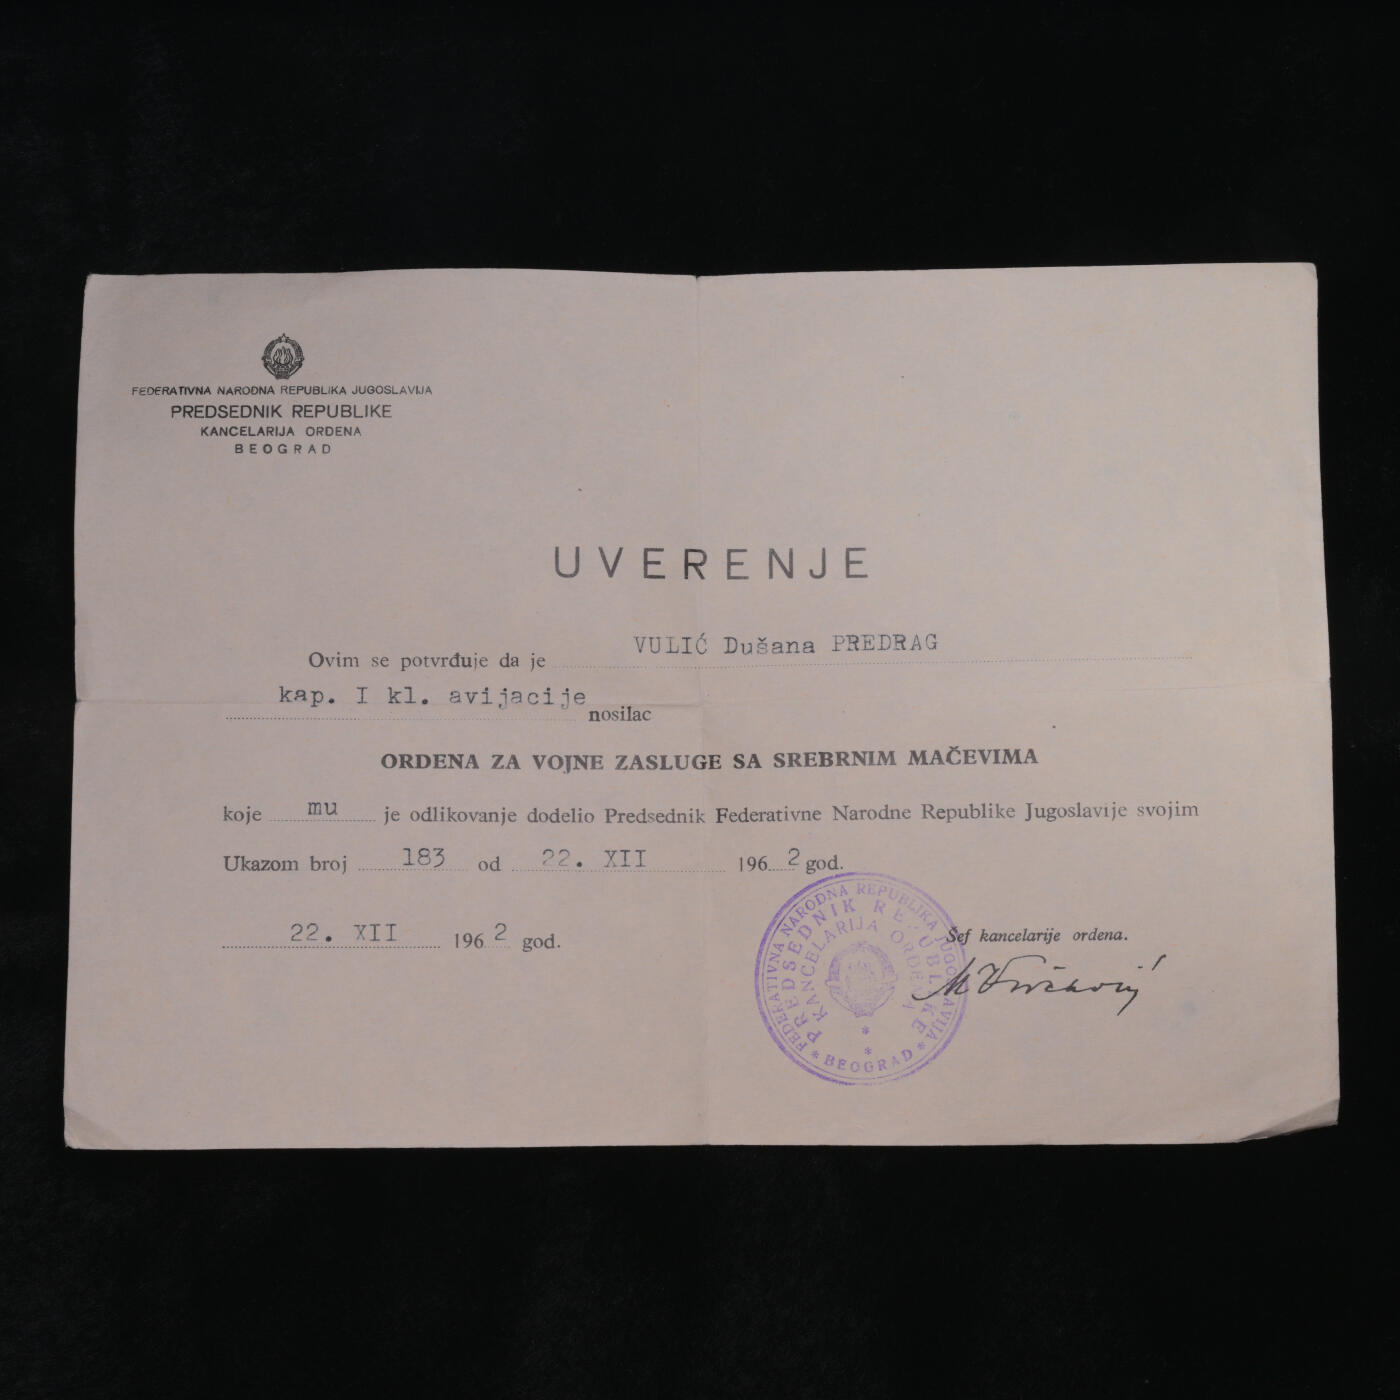 FEDERATIVNA NARODNA REPUBLIKA JUGOSLAVIJA
PREDSEDNIK REPUBLIKE
KANCELARIJA ORDENA
BEOGRAD
UVERENJE
Ovim se potvrđuje da je VULIĆ Dušana PREDRAG
kap. I kl. avijacije nosilac
ORDENA ZA VOJNE ZASLUGE SA SREBRNIM MAČEVIMA
koje mu je odlikovanje dodelio Predsednik Federativne Narodne Republike Jugoslavije svojim
Ukazom broj 183 od 22. XII 1962 god.
22. XII 1962 god.
Šef kancelarije ordena.
FEDERATIVNA NARODNA REPUBLIKA JUGOSLAVIJA
PREDSEDNIK REPUBLIKE
KANCELARIJA ORDENA
* BEOGRAD *